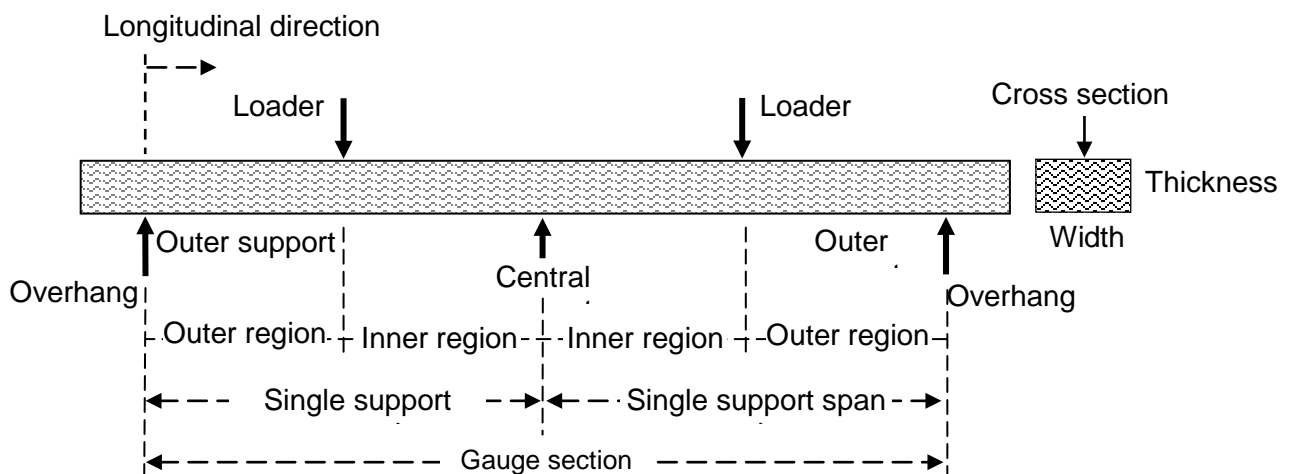 Longitudinal direction
Loader
Loader
Cross section
Thickness
Width
Outer support
Outer
Central
Overhang
Overhang
Outer region
Inner region
Inner region
Outer region
Single support
Single support span
Gauge section